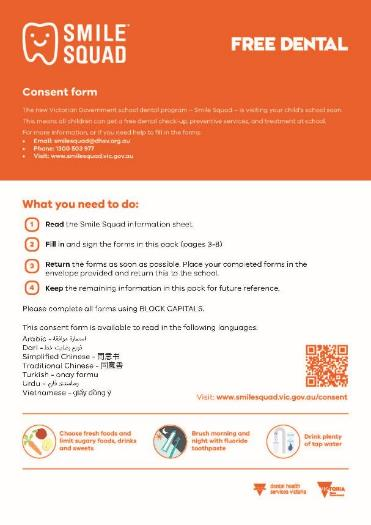 SMILE SQUAD
FREE DENTAL
Consent form
The new Victorian Government school dental program – Smile Squad – is visiting your child's school soon.
This means all children can get a free dental check-up, preventive services, and treatment at school.
For more information, or if you need help to fill in the forms:
• Email: smilesquad@dhsv.org.au
• Phone: 1300 503 977
• Visit: www.smilesquad.vic.gov.au
What you need to do:
1 Read the Smile Squad information sheet.
2 Fill in and sign the forms in this pack (pages 3-8)
3 Return the forms as soon as possible. Place your completed forms in the
envelope provided and return this to the school.
4 Keep the remaining information in this pack for future reference.
Please complete all forms using BLOCK CAPITALS.
This consent form is available to read in the following languages:
Arabic - استمارة موافقة
Dari - فورم رضایت خط
Simplified Chinese - 同意书
Traditional Chinese - 同意書
Turkish - onay formu
Urdu -
Vietnamese - giấy đồng ý
Visit: www.smilesquad.vic.gov.au/consent
Choose fresh foods and
limit sugary foods, drinks
and sweets
Brush morning and
night with fluoride
toothpaste
Drink plenty
of tap water
dental health
services victoria
VICTORIA